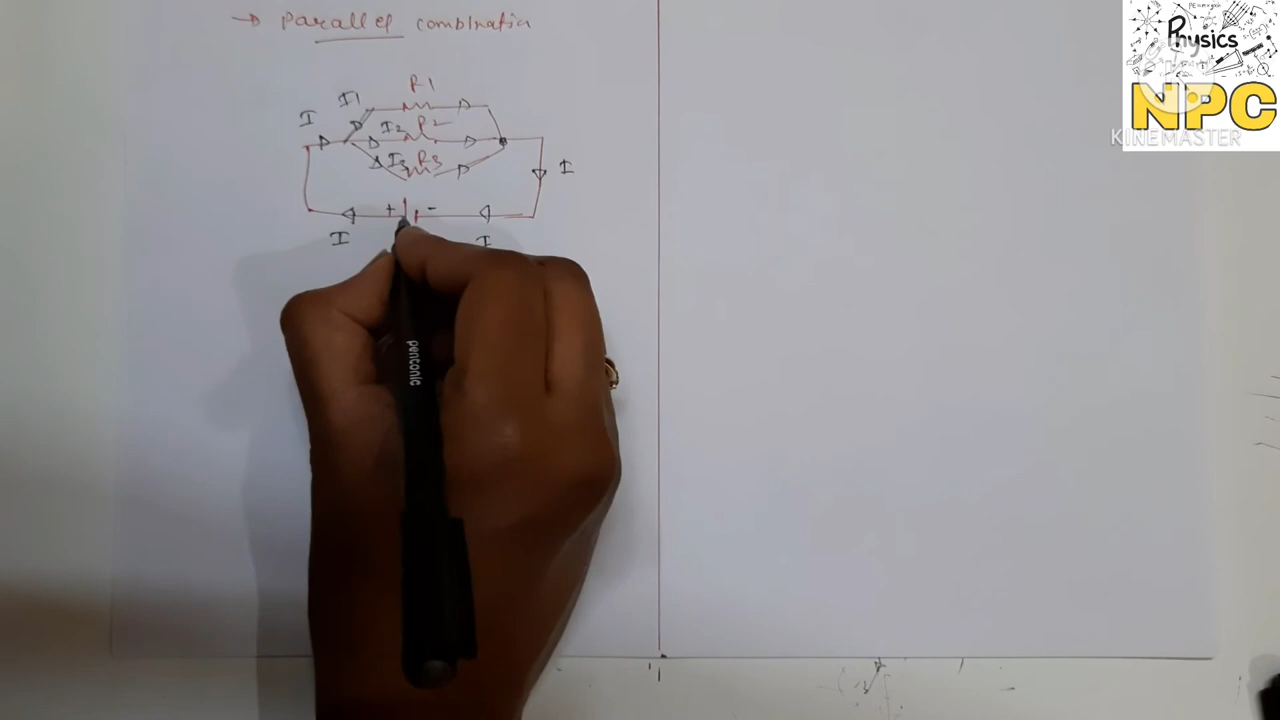 → Parallel combination
R1
I1
I
R2
I2
I3 R3
I
+ -
I I
pentonic
Physics
NPC
KINEMASTER